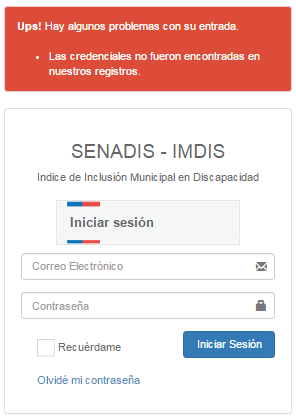 Ups! Hay algunos problemas con su entrada.
Las credenciales no fueron encontradas en
nuestros registros.
SENADIS - IMDIS
Indice de Inclusión Municipal en Discapacidad
Iniciar sesión
Correo Electrónico
Contraseña
Recuérdame
Iniciar Sesión
Olvidé mi contraseña